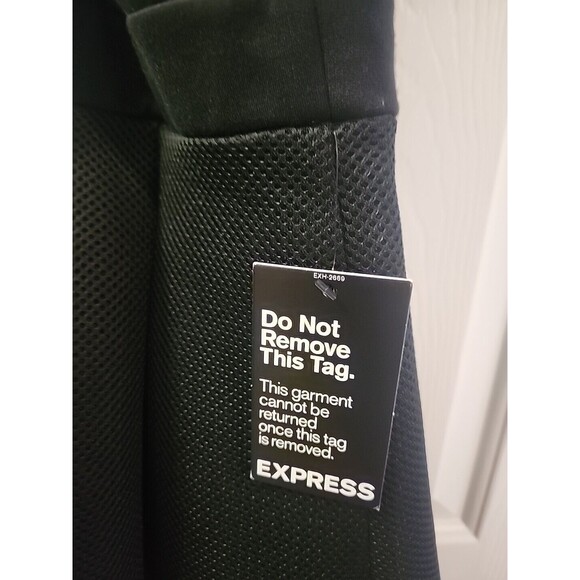 EXH-2669
Do Not
Remove
This Tag.
This garment
cannot be
returned
once this tag
is removed.
EXPRESS